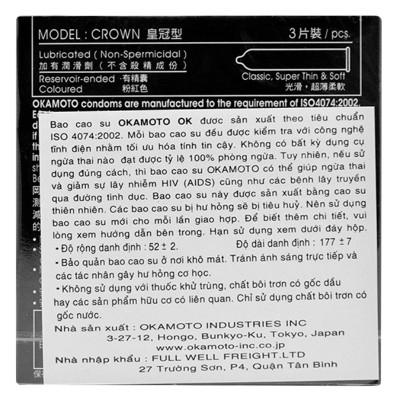 MODEL: CROWN 皇冠型 3片裝/pcs.
Lubricated (Non-Spermicidal)
加有潤滑劑 (不含殺精成份)
Reservoir-ended ·有精囊
Coloured 粉紅色
Classic, Super Thin & Soft
光滑·超薄柔軟
OKAMOTO condoms are manufactured to the requirement of ISO4074:2002.
Bao cao su OKAMOTO OK được sản xuất theo tiêu chuẩn
ISO 4074:2002. Mỗi bao cao su đều được kiểm tra với công nghệ
tĩnh điện nhằm tối ưu hóa tính tin cậy. Không có bất kỳ dụng cụ
ngừa thai nào đạt được tỷ lệ 100% phòng ngừa. Tuy nhiên, nếu sử
dụng đúng cách, thì bao cao su OKAMOTO có thể giúp ngừa thai
và giảm sự lây nhiễm HIV (AIDS) cũng như các bệnh lây truyền
qua đường tình dục. Bao cao su này được sản xuất bằng cao su
thiên nhiên. Các bao cao su bị hư hỏng sẽ bị tiêu huỷ. Nên sử dụng
bao cao su mới cho mỗi lần giao hợp. Để biết thêm chi tiết, vui
lòng xem hướng dẫn bên trong. Hạn sử dụng xem dưới đáy hộp.
• Độ rộng danh định : 52 ± 2. Độ dài danh định : 177 ± 7
• Bảo quản bao cao su ở nơi khô ráo. Tránh ánh sáng trực tiếp và
các tác nhân gây hư hỏng cơ học.
• Không sử dụng với thuốc khử trùng, chất bôi trơn có gốc dầu
hay các sản phẩm hữu cơ có liên quan. Chỉ sử dụng chất bôi trơn có
gốc nước.
Nhà sản xuất : OKAMOTO INDUSTRIES INC
3-27-12, Hongo, Bunkyo-Ku, Tokyo, Japan
www.okamoto-inc.co.jp
Nhà nhập khẩu : FULL WELL FREIGHT.LTD
27 Trường Sơn, P4, Quận Tân Bình